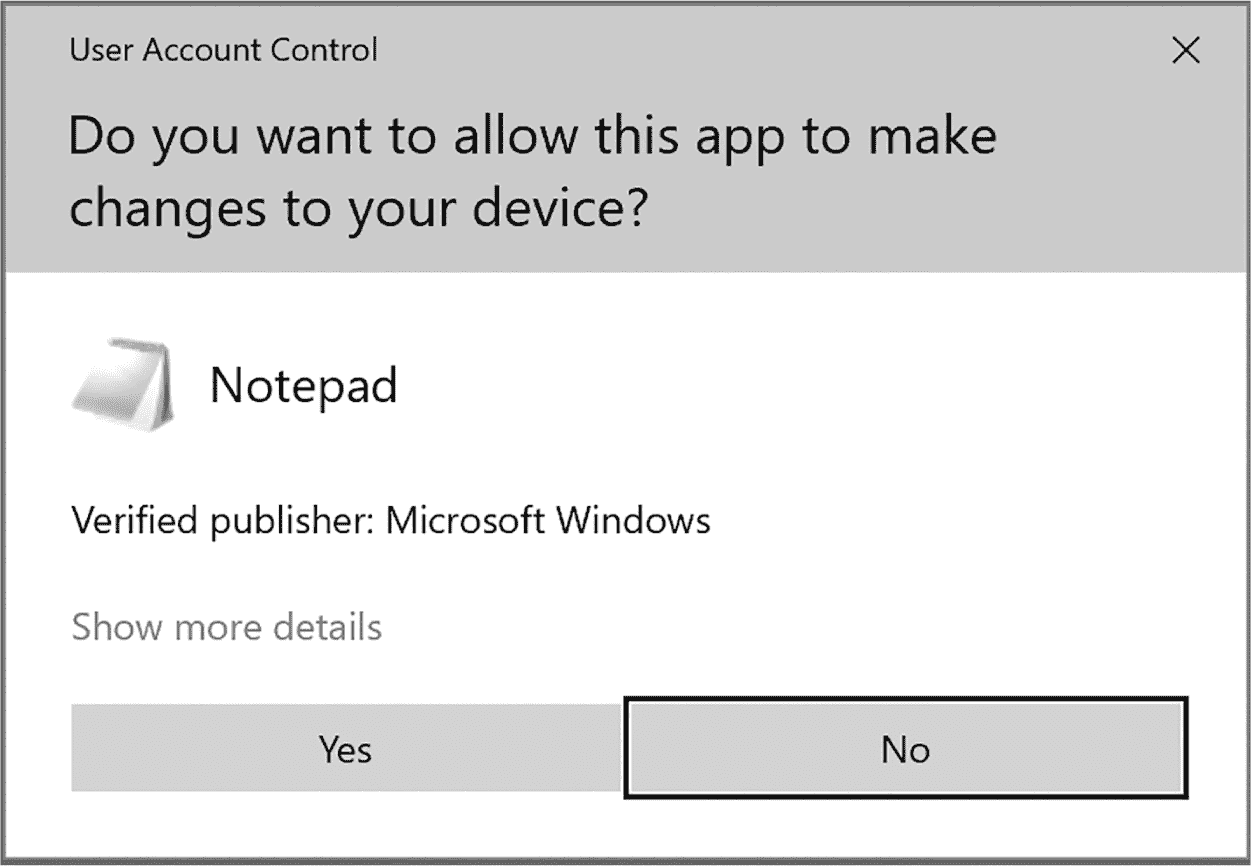 User Account Control
Do you want to allow this app to make
changes to your device?
Notepad
Verified publisher: Microsoft Windows
Show more details
Yes
No